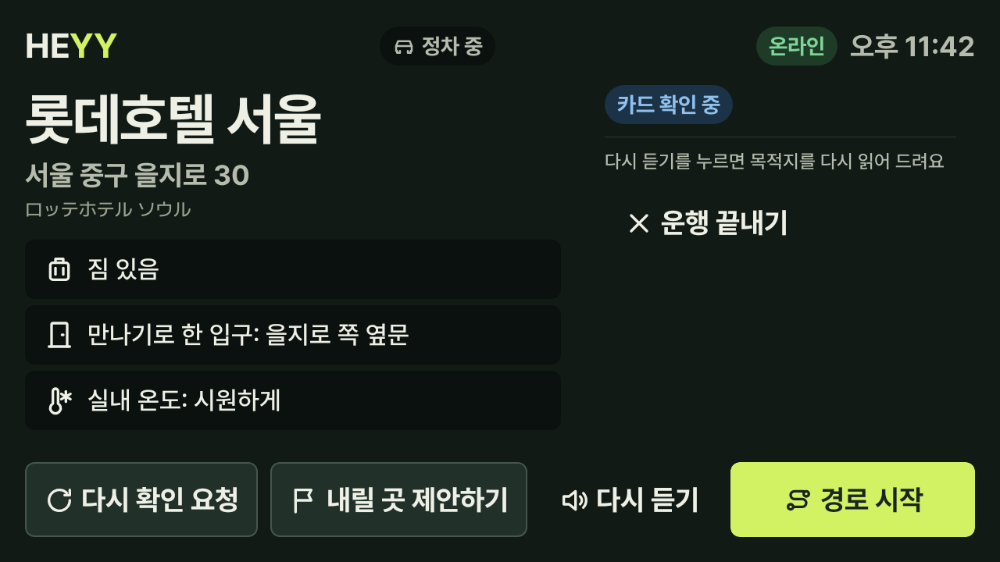 HEYY
정차 중
온라인
오후 11:42
롯데호텔 서울
서울 중구 을지로 30
ロッテホテル ソウル
카드 확인 중
다시 듣기를 누르면 목적지를 다시 읽어 드려요
운행 끝내기
짐 있음
만나기로 한 입구: 을지로 쪽 옆문
실내 온도: 시원하게
다시 확인 요청
내릴 곳 제안하기
다시 듣기
경로 시작